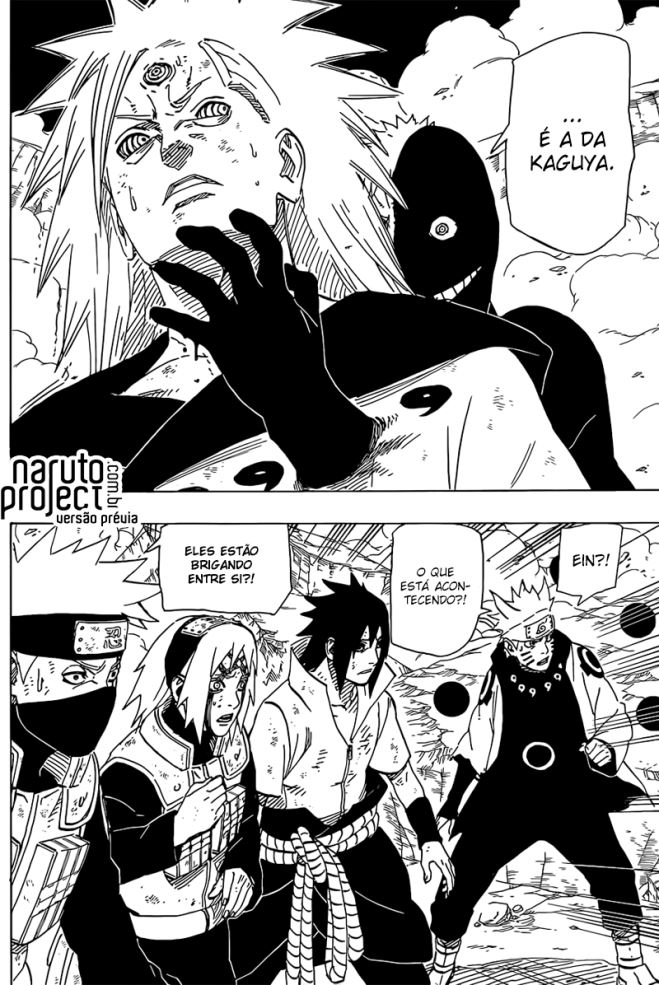 ...
É A DA
KAGUYA.
naruto
project
.com.br
versão prévia
ELES ESTÃO
BRIGANDO
ENTRE SI?!
O QUE
ESTÁ ACON-
TECENDO?!
EIN?!